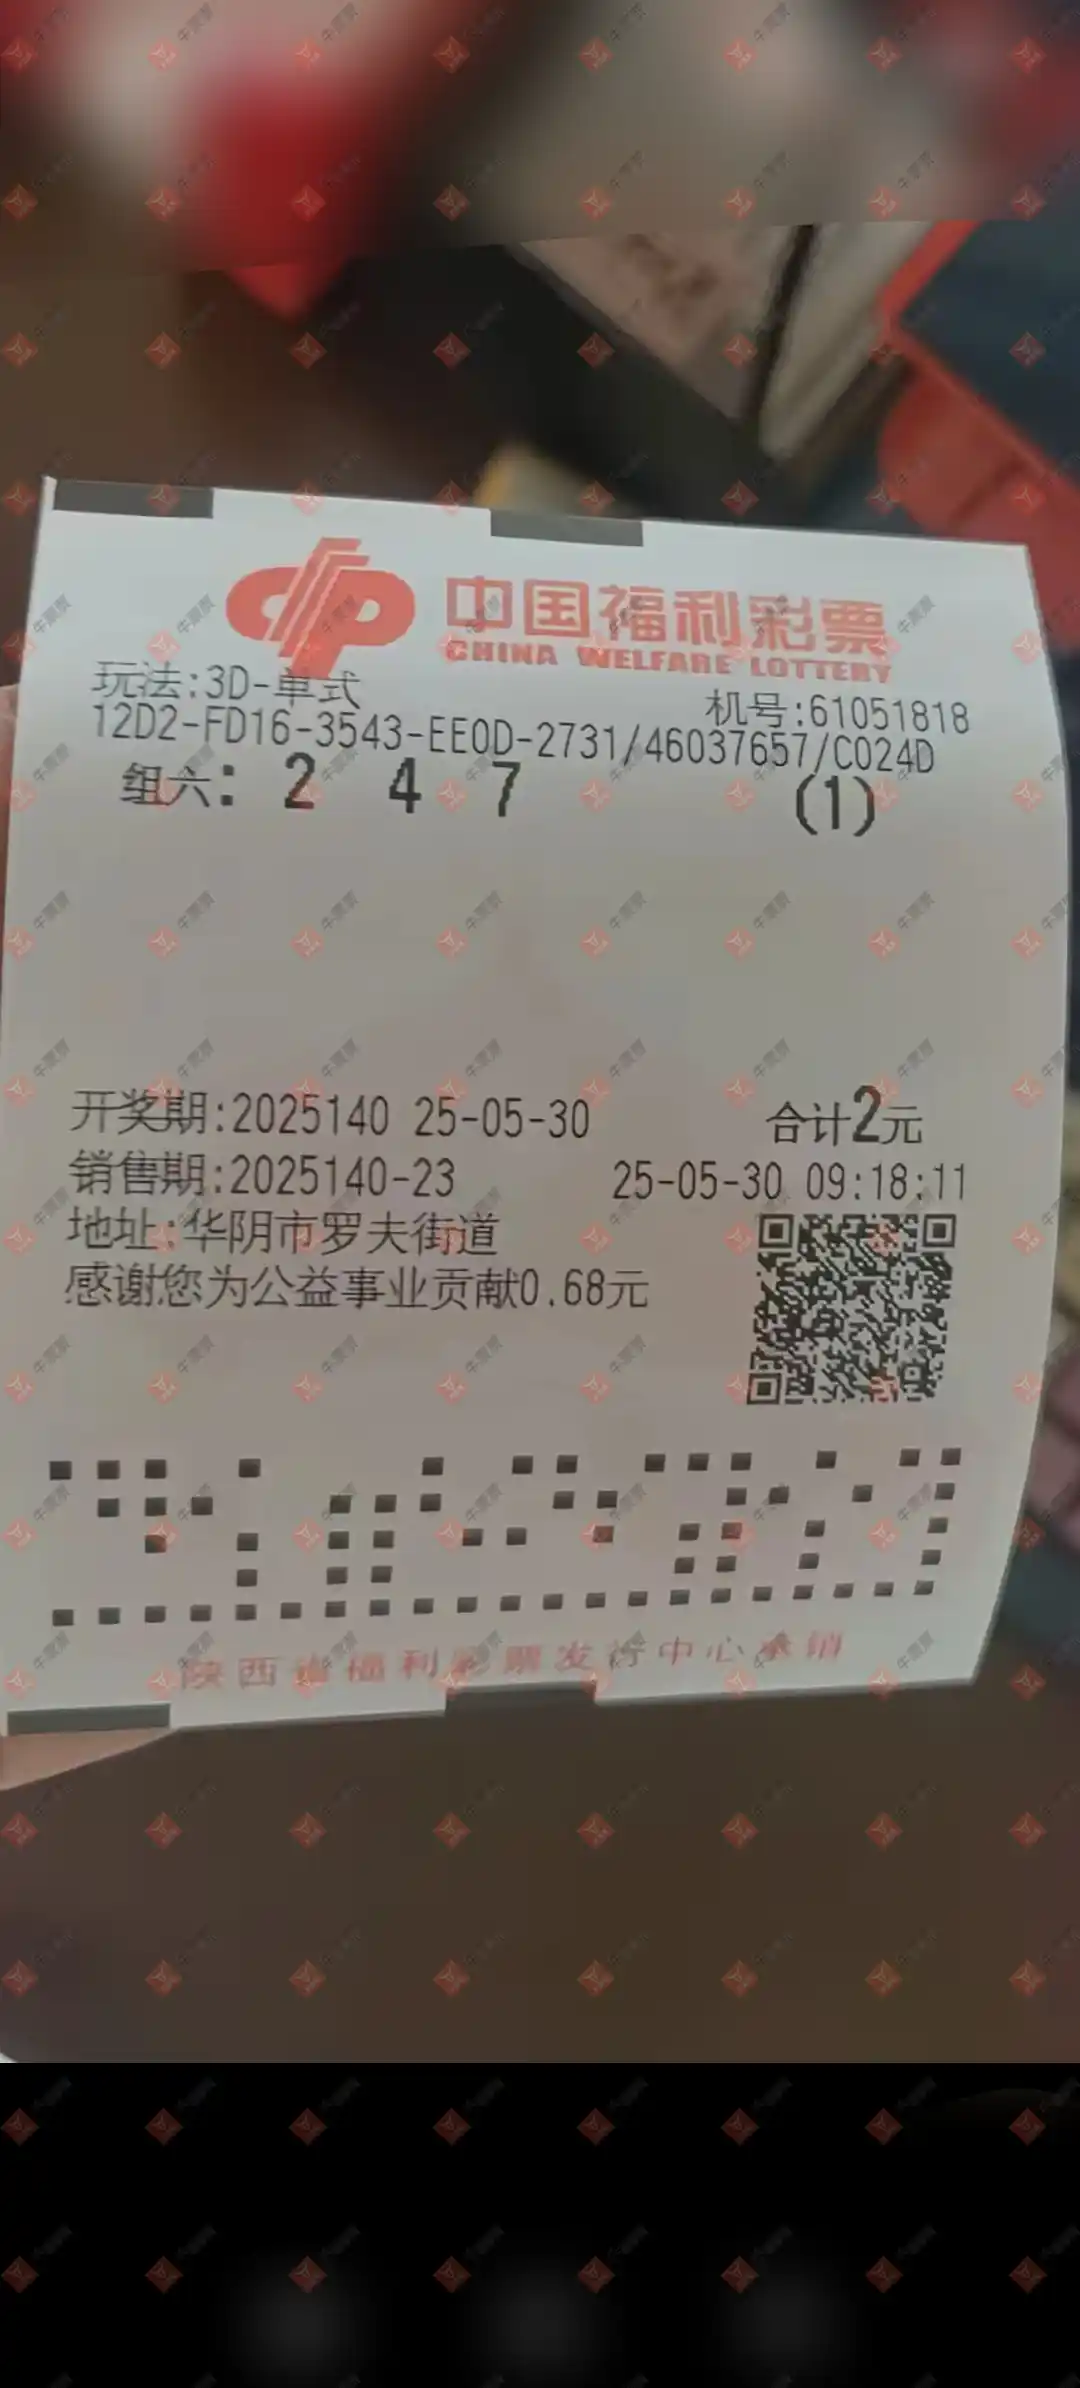 中国福利彩票
CHINA WELFARE LOTTERY
玩法:3D-单式
机号:61051818
12D2-FD16-3543-EE0D-2731/46037657/C024D
组六: 2 4 7 (1)
开奖期:2025140 25-05-30 合计2元
销售期:2025140-23 25-05-30 09:18:11
地址:华阴市罗夫街道
感谢您为公益事业贡献0.68元
陕西省福利彩票发行中心承销